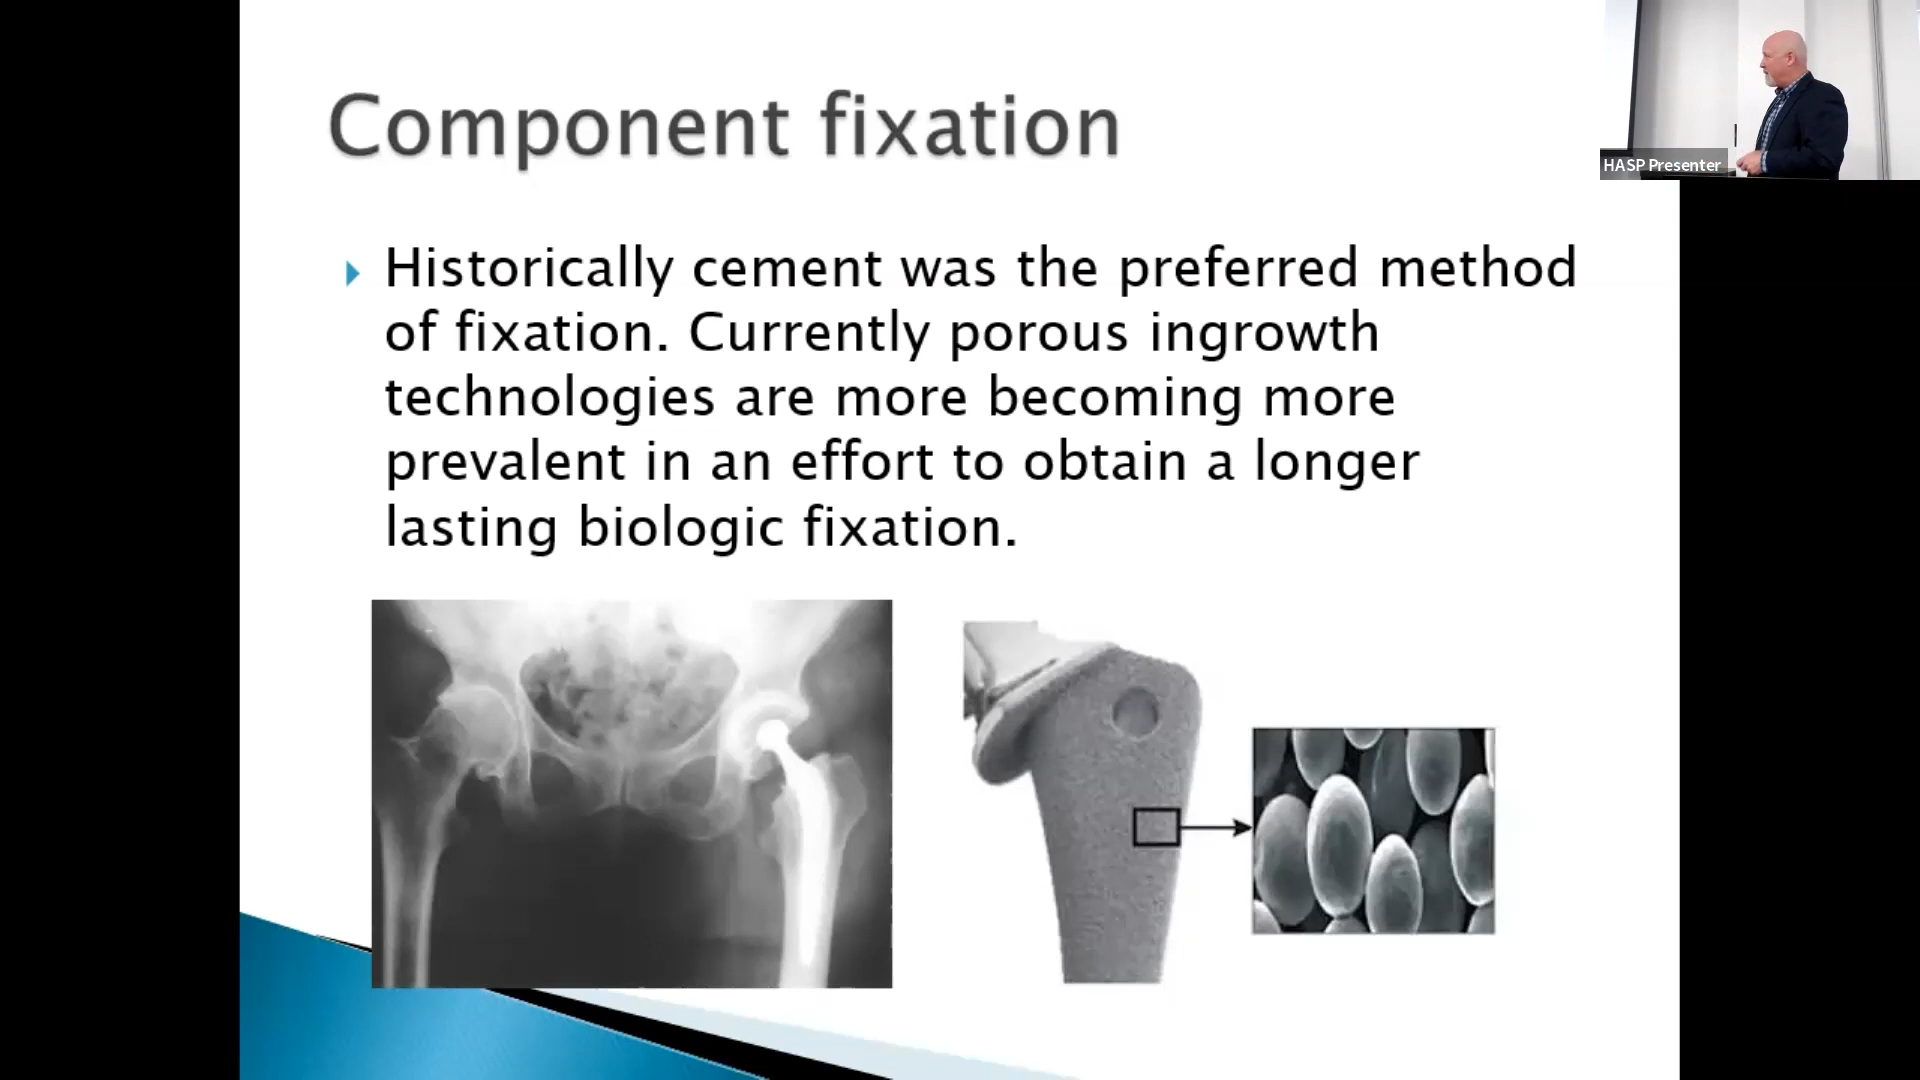 Component fixation
HASP Presenter
Historically cement was the preferred method
of fixation. Currently porous ingrowth
technologies are more becoming more
prevalent in an effort to obtain a longer
lasting biologic fixation.